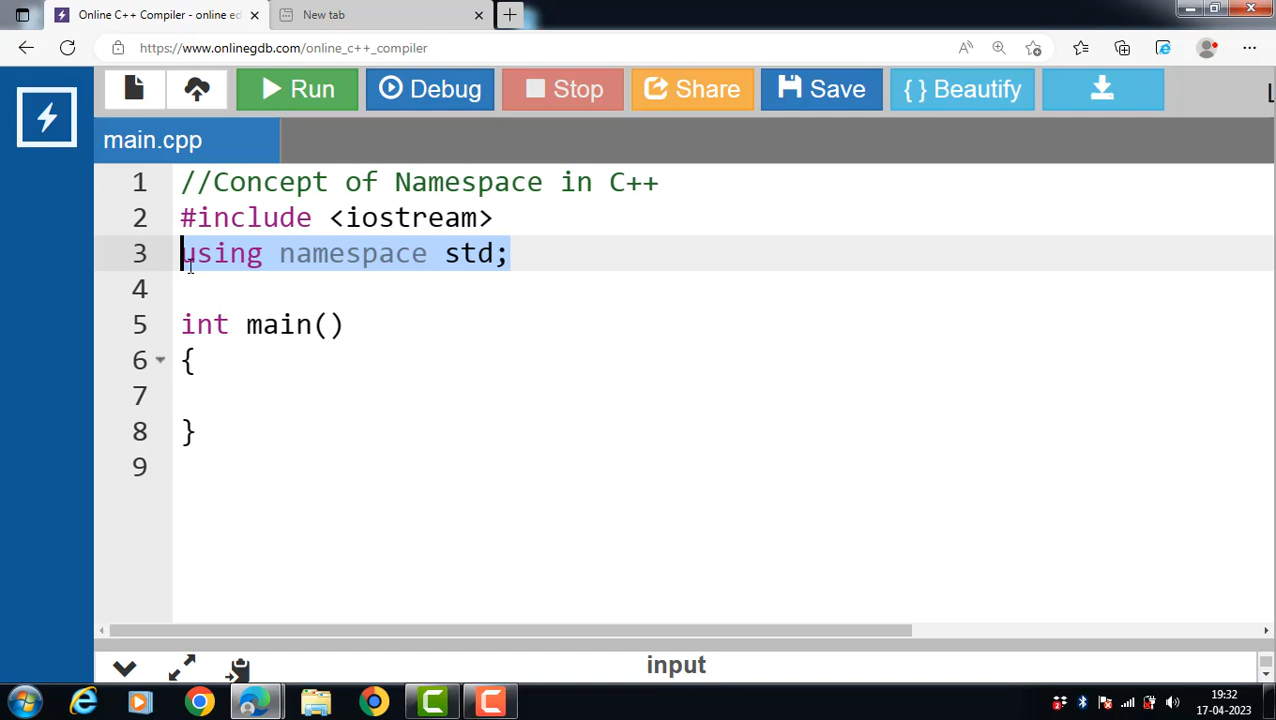 Online C++ Compiler - online ed
New tab
https://www.onlinegdb.com/online_c++_compiler
Run
Debug
Stop
Share
Save
{ } Beautify
L
main.cpp
1 //Concept of Namespace in C++
2 #include <iostream>
3 using namespace std;
4
5 int main()
6 {
7
8 }
9
input
19:32
17-04-2023